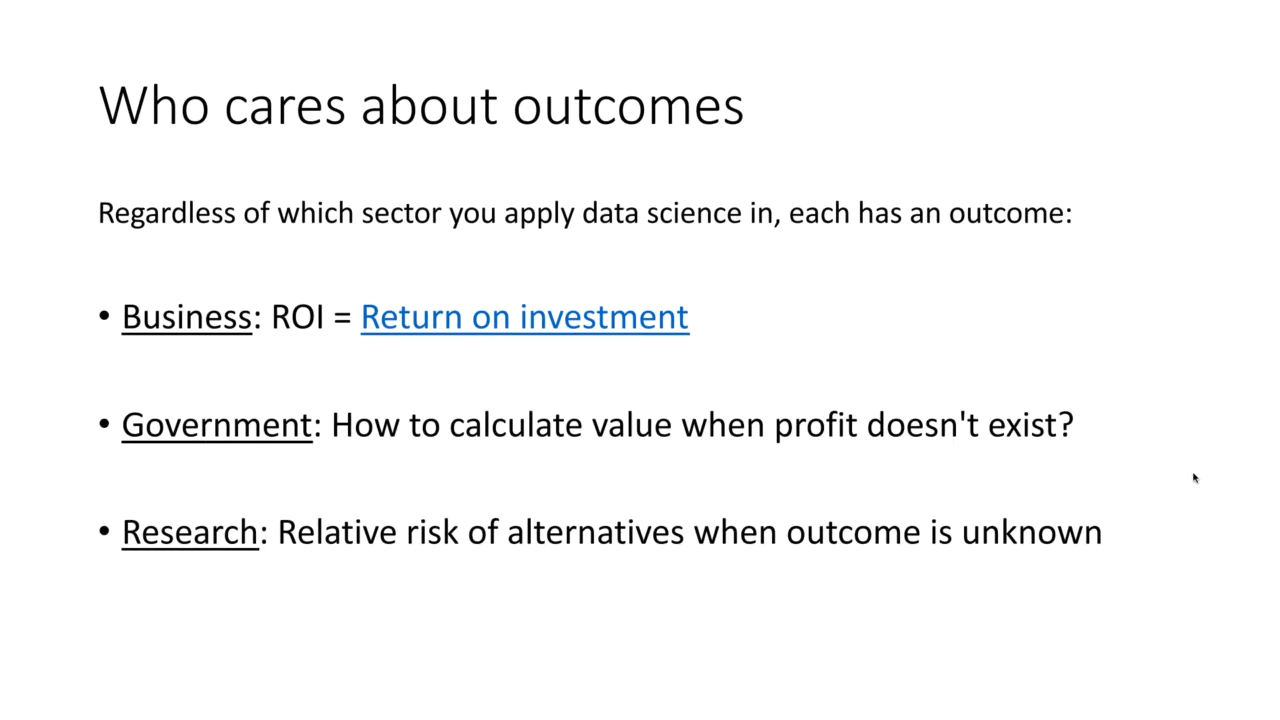 Who cares about outcomes
Regardless of which sector you apply data science in, each has an outcome:
• Business: ROI = Return on investment
• Government: How to calculate value when profit doesn't exist?
• Research: Relative risk of alternatives when outcome is unknown